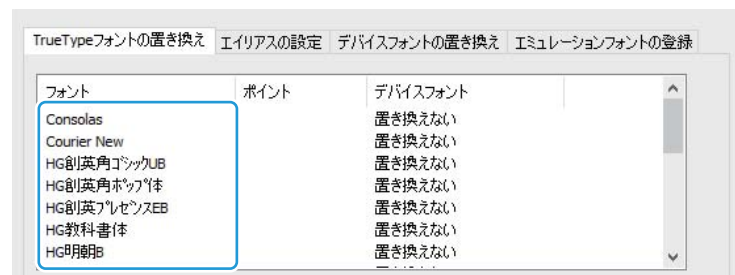 TrueTypeフォントの置き換え エイリアスの設定 デバイスフォントの置き換え エミュレーションフォントの登録
フォント ポイント デバイスフォント
Consolas 置き換えない
Courier New 置き換えない
HG創英角ｺﾞｼｯｸUB 置き換えない
HG創英角ﾎﾟｯﾌﾟ体 置き換えない
HG創英ﾌﾟﾚｾﾞﾝｽEB 置き換えない
HG教科書体 置き換えない
HG明朝B 置き換えない